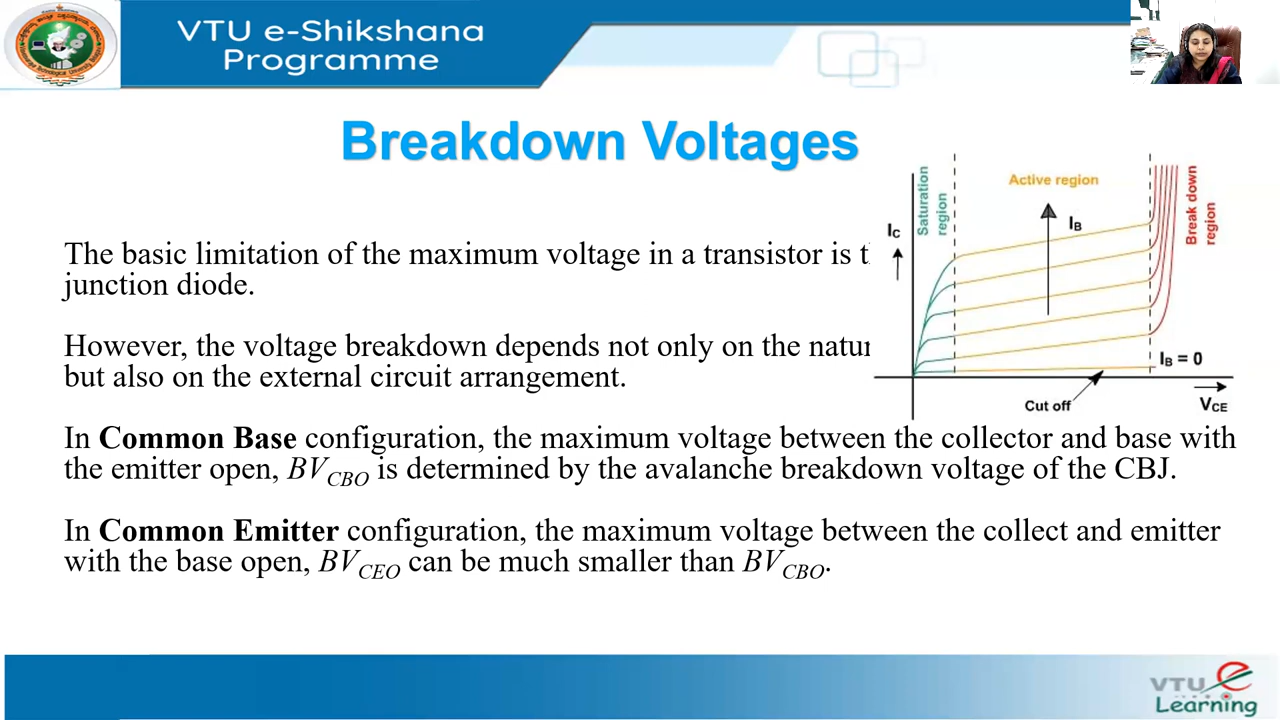 VTU e-Shikshana
Programme
Breakdown Voltages
The basic limitation of the maximum voltage in a transistor is
junction diode.
However, the voltage breakdown depends not only on the
but also on the external circuit arrangement.
In Common Base configuration, the maximum voltage between the collector and base with
the emitter open, BVCBO is determined by the avalanche breakdown voltage of the CBJ.
In Common Emitter configuration, the maximum voltage between the collect and emitter
with the base open, BVCEO can be much smaller than BVCBO.
Saturation
region
Active region
Break down
region
IC
IB
IB = 0
Cut off
VCE
VTU e
Learning